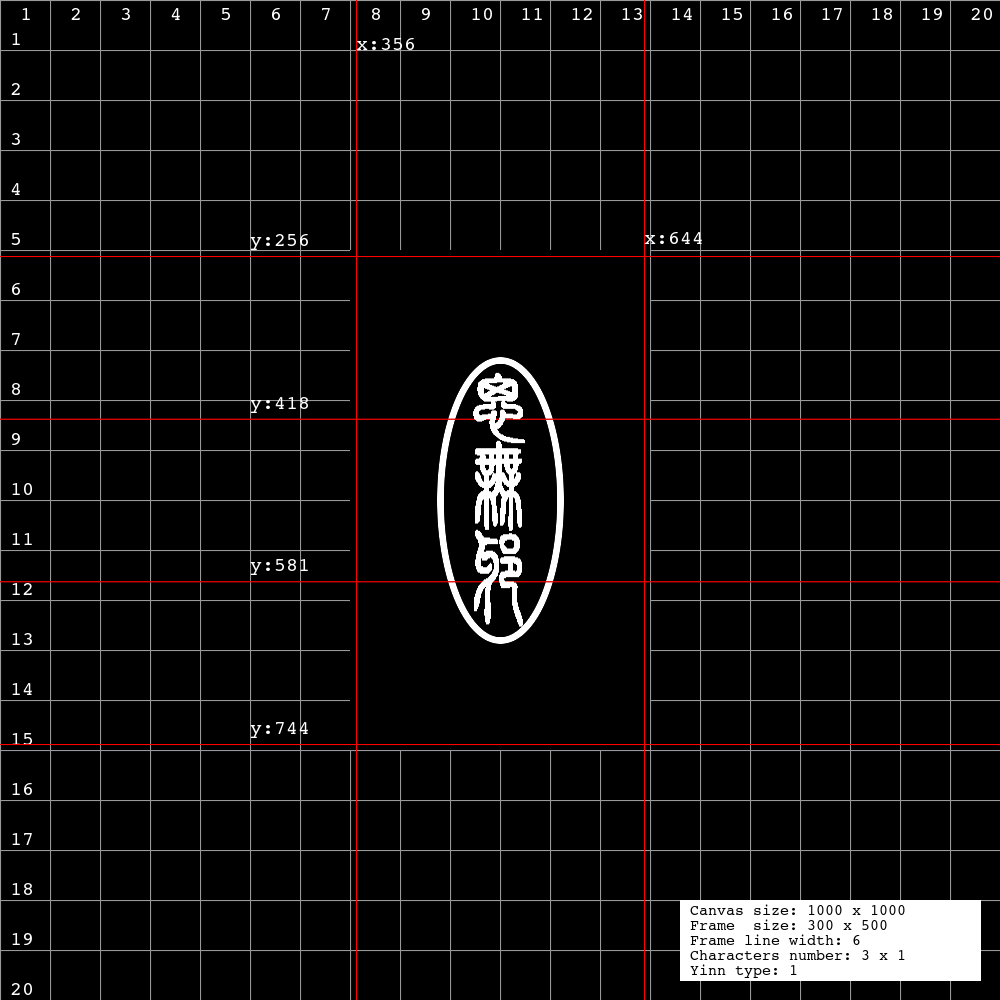 1 2 3 4 5 6 7 8 9 10 11 12 13 14 15 16 17 18 19 20
1
x:356
2
3
4
5
y:256
x:644
6
7
8
y:418
9
10
11
y:581
12
13
14
y:744
15
16
17
18
19
20
思無邪
Canvas size: 1000 x 1000
Frame  size: 300 x 500
Frame line width: 6
Characters number: 3 x 1
Yinn type: 1